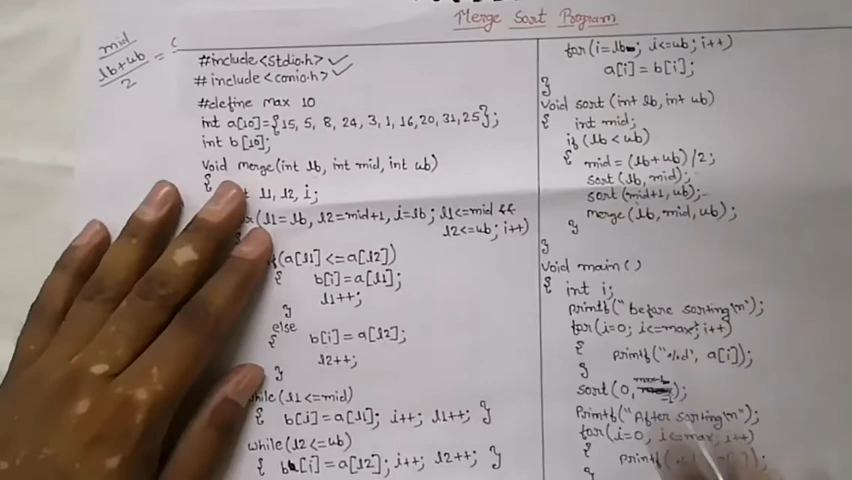 Merge Sort Program
mid
lb+ub
2
=
#include<stdio.h>
#include<conio.h>
#define max 10
int a[10]={15, 5, 8, 24, 3, 1, 16, 20, 31, 25};
int b[10];
Void merge(int lb, int mid, int ub)
{
l1, l2, i;
(l1=lb, l2=mid+1, i=lb; l1<=mid &&
l2<=ub; i++)
(a[l1]<=a[l2])
{ b[i]=a[l1];
l1++;
}
else
{ b[i]=a[l2];
l2++;
}
while(l1<=mid)
{ b[i]=a[l1]; i++; l1++; }
while(l2<=ub)
{ b[i]=a[l2]; i++; l2++; }
for(i=lb; i<=ub; i++)
a[i]=b[i];
}
void sort(int lb, int ub)
{ int mid;
if(lb<ub)
{ mid=(lb+ub)/2;
sort(lb, mid);
sort(mid+1, ub);
merge(lb, mid, ub);
}
}
Void main()
{ int i;
printf("before sorting\n");
for(i=0; i<=max; i++)
{
printf("%d", a[i]);
}
sort(0,
Printf("After sorting\n");
for(i=0; i<=max; i++)
{